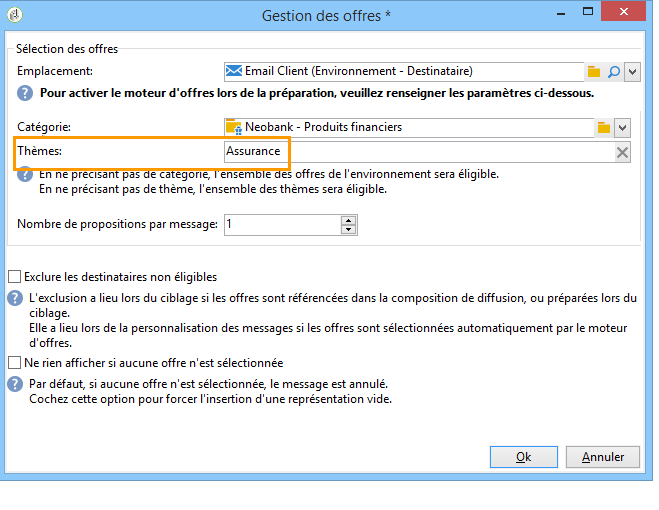 Gestion des offres *
Sélection des offres
Emplacement: Email Client (Environnement - Destinataire)
Pour activer le moteur d'offres lors de la préparation, veuillez renseigner les paramètres ci-dessous.
Catégorie: Neobank - Produits financiers
Thèmes: Assurance
En ne précisant pas de catégorie, l'ensemble des offres de l'environnement sera éligible.
En ne précisant pas de thème, l'ensemble des thèmes sera éligible.
Nombre de propositions par message: 1
Exclure les destinataires non éligibles
L'exclusion a lieu lors du ciblage si les offres sont référencées dans la composition de diffusion, ou préparées lors du
ciblage.
Elle a lieu lors de la personnalisation des messages si les offres sont sélectionnées automatiquement par le moteur
d'offres.
Ne rien afficher si aucune offre n'est sélectionnée
Par défaut, si aucune offre n'est sélectionnée, le message est annulé.
Cochez cette option pour forcer l'insertion d'une représentation vide.
Ok Annuler